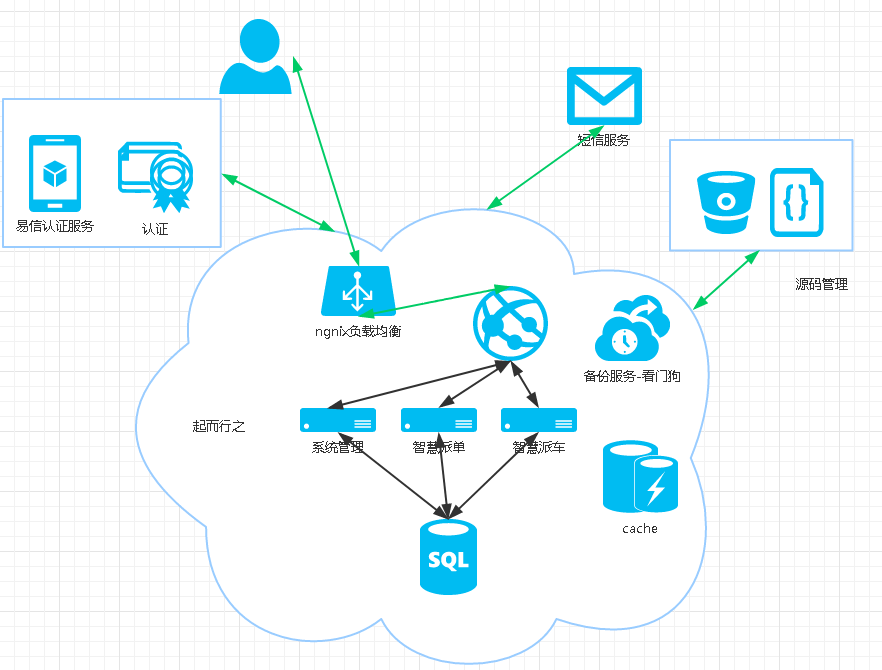 短信服务
易信认证服务
认证
源码管理
ngnix负载均衡
备份服务-看门狗
起而行之
系统管理
智慧派单
智慧派车
cache
SQL